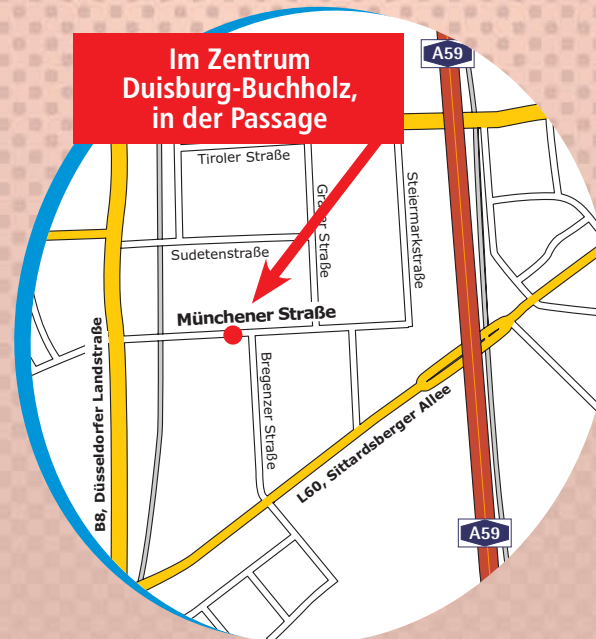 Im Zentrum
Duisburg-Buchholz,
in der Passage
A59
Tiroler Straße
Grazer Straße
Steiermarkstraße
Sudetenstraße
Münchener Straße
Bregenzer Straße
B8, Düsseldorfer Landstraße
L60, Sittardsberger Allee
A59